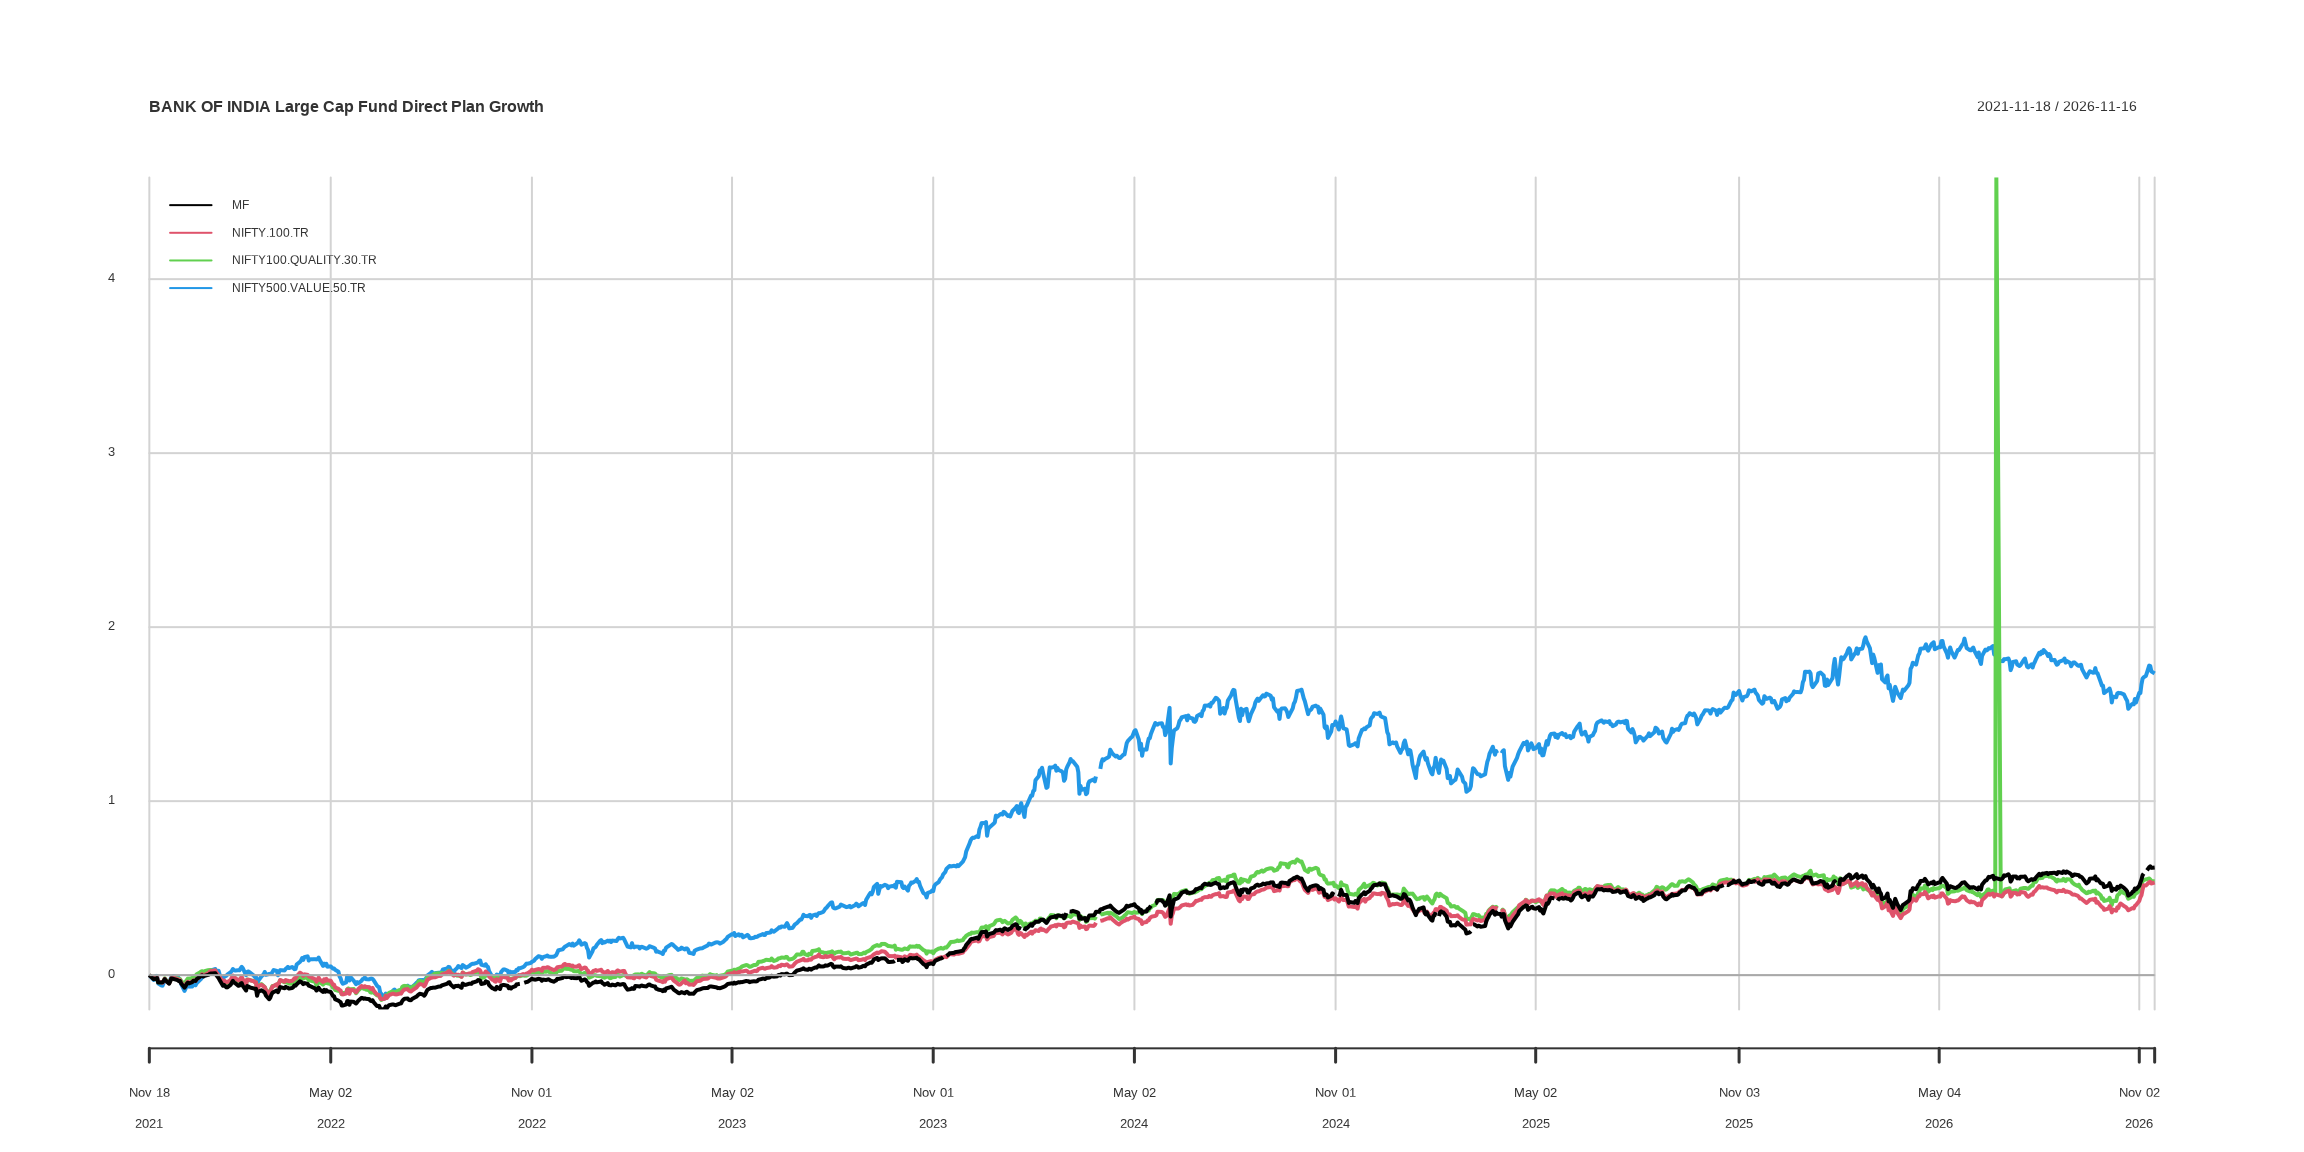 BANK OF INDIA Large Cap Fund Direct Plan Growth
2021-11-18 / 2026-11-16
MF
NIFTY.100.TR
NIFTY100.QUALITY.30.TR
NIFTY500.VALUE.50.TR
4
3
2
1
0
Nov 18 May 02 Nov 01 May 02 Nov 01 May 02 Nov 01 May 02 Nov 03 May 04 Nov 02
2021 2022 2022 2023 2023 2024 2024 2025 2025 2026 2026